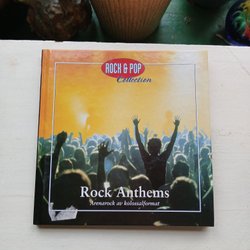 ROCK & POP
Collection
Rock Anthems
Arenarock av kolossalformat